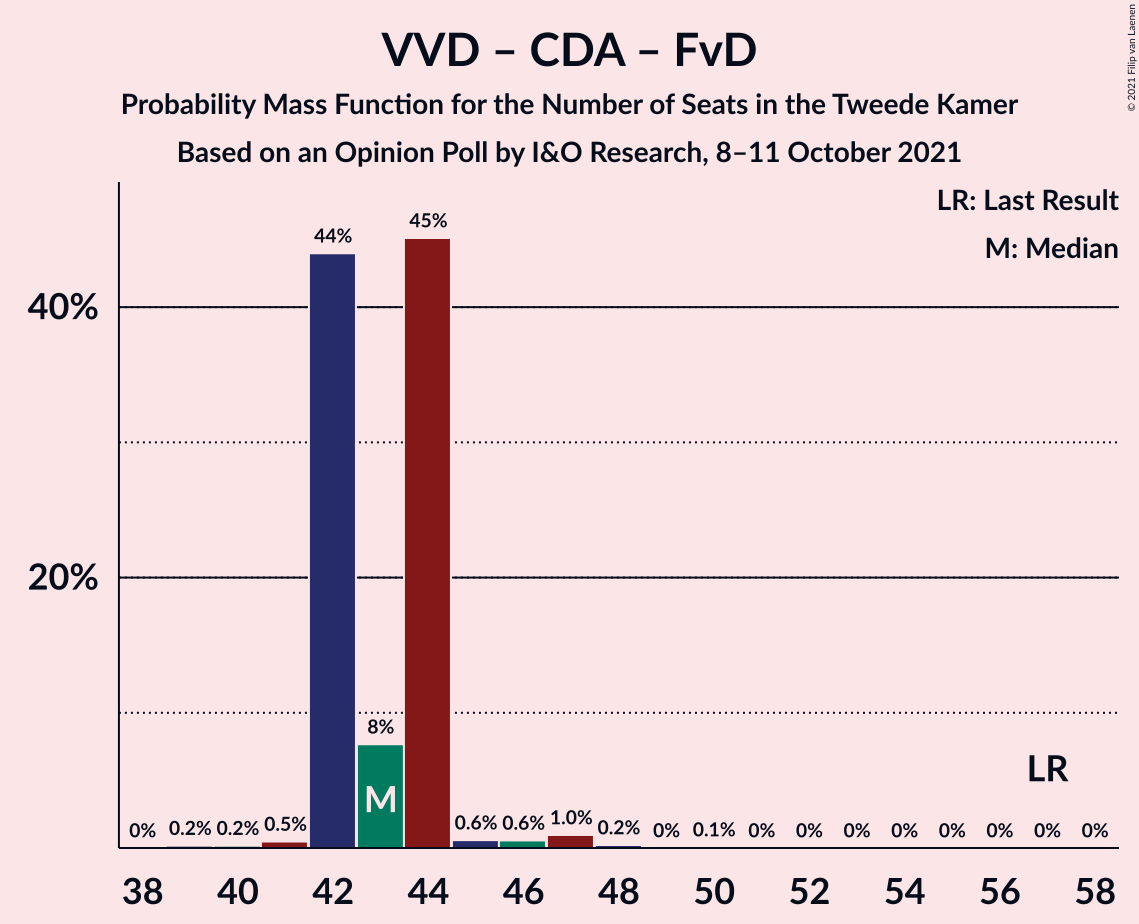 VVD – CDA – FvD
Probability Mass Function for the Number of Seats in the Tweede Kamer
Based on an Opinion Poll by I&O Research, 8–11 October 2021
© 2021 Filip van Laenen
LR: Last Result
M: Median
40%
20%
0% 0.2% 0.2% 0.5% 44% 8% 45% 0.6% 0.6% 1.0% 0.2% 0% 0.1% 0% 0% 0% 0% 0% 0% 0% 0%
M
LR
38 40 42 44 46 48 50 52 54 56 58